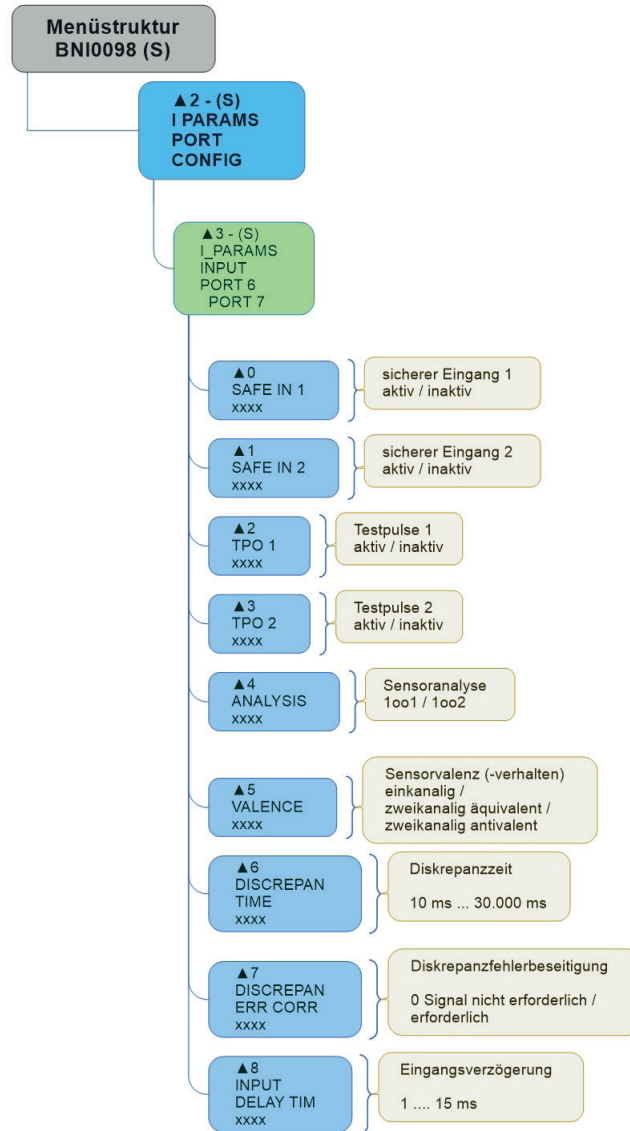 Menüstruktur
BNI0098 (S)
▲2 - (S)
I PARAMS
PORT
CONFIG
▲3 - (S)
I_PARAMS
INPUT
PORT 6
PORT 7
▲0
SAFE IN 1
xxxx
sicherer Eingang 1
aktiv / inaktiv
▲1
SAFE IN 2
xxxx
sicherer Eingang 2
aktiv / inaktiv
▲2
TPO 1
xxxx
Testpulse 1
aktiv / inaktiv
▲3
TPO 2
xxxx
Testpulse 2
aktiv / inaktiv
▲4
ANALYSIS
xxxx
Sensoranalyse
1oo1 / 1oo2
▲5
VALENCE
xxxx
Sensorvalenz (-verhalten)
einkanalig /
zweikanalig äquivalent /
zweikanalig antivalent
▲6
DISCREPAN
TIME
xxxx
Diskrepanzzeit
10 ms ... 30.000 ms
▲7
DISCREPAN
ERR CORR
xxxx
Diskrepanzfehlerbeseitigung
0 Signal nicht erforderlich /
erforderlich
▲8
INPUT
DELAY TIM
xxxx
Eingangsverzögerung
1 .... 15 ms